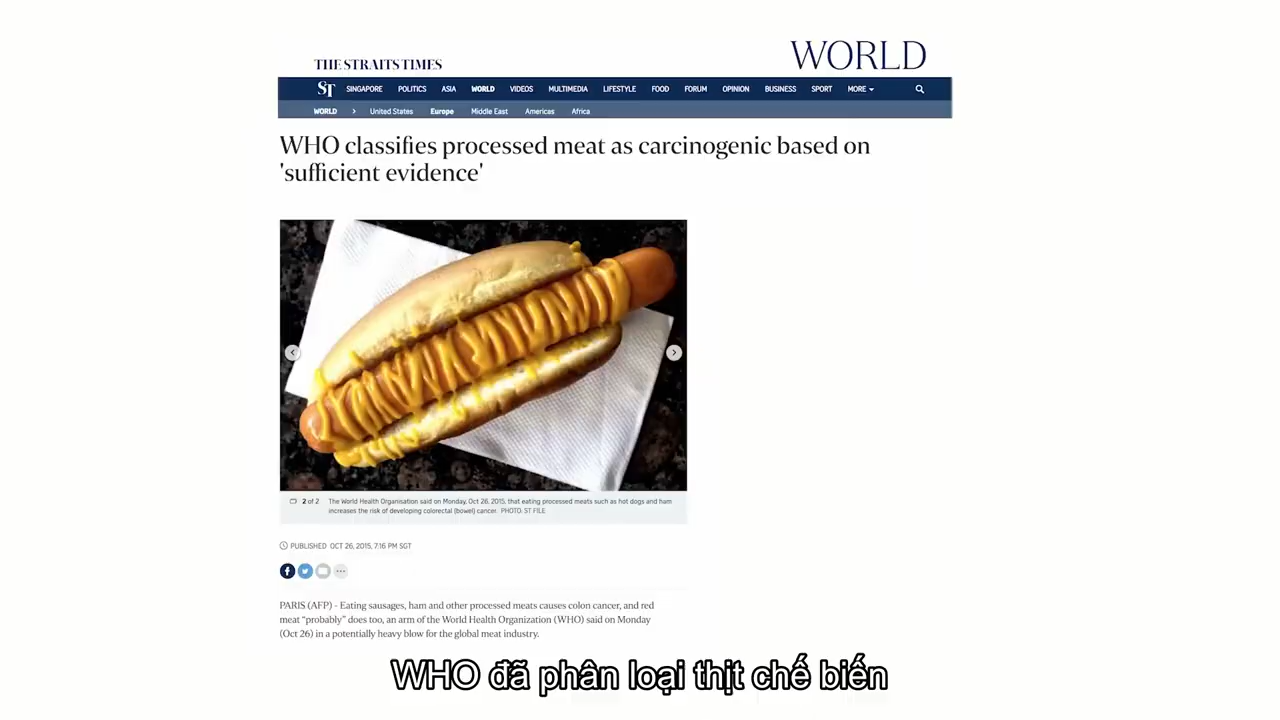 THE STRAITS TIMES
WORLD
ST SINGAPORE POLITICS ASIA WORLD VIDEOS MULTIMEDIA LIFESTYLE FOOD FORUM OPINION BUSINESS SPORT MORE
WORLD > United States Europe Middle East Americas Africa
WHO classifies processed meat as carcinogenic based on
'sufficient evidence'
2 of 2 The World Health Organisation said on Monday, Oct 26, 2015, that eating processed meats such as hot dogs and ham
increases the risk of developing colorectal (bowel) cancer. PHOTO: ST FILE
PUBLISHED OCT 26, 2015, 7:16 PM SGT
PARIS (AFP) - Eating sausages, ham and other processed meats causes colon cancer, and red
meat "probably" does too, an arm of the World Health Organization (WHO) said on Monday
(Oct 26) in a potentially heavy blow for the global meat industry.
WHO đã phân loại thịt chế biến